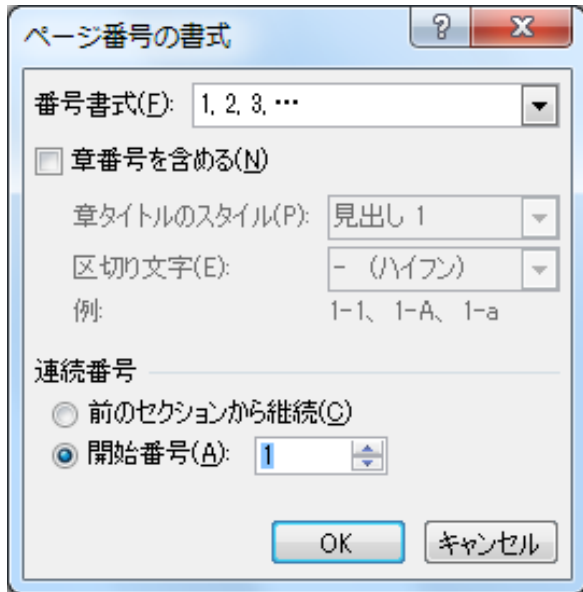 ページ番号の書式
番号書式(F): 1, 2, 3, …
章番号を含める(N)
章タイトルのスタイル(P): 見出し 1
区切り文字(E): - (ハイフン)
例: 1-1、1-A、1-a
連続番号
前のセクションから継続(C)
開始番号(A): 1
OK キャンセル